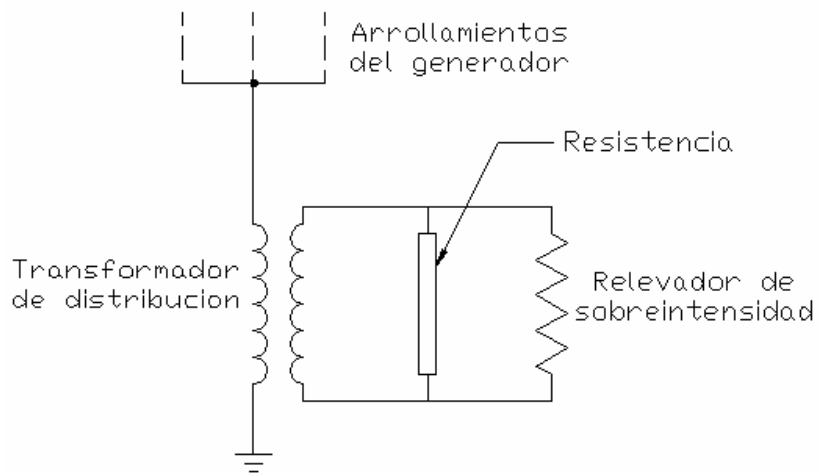 Arrollamientos
del generador
Resistencia
Transformador
de distribucion
Relevador de
sobreintensidad